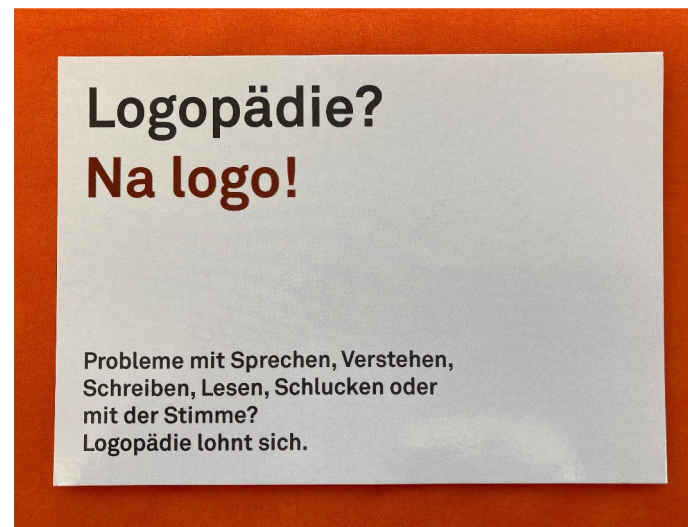 Logopädie?
Na logo!
Probleme mit Sprechen, Verstehen,
Schreiben, Lesen, Schlucken oder
mit der Stimme?
Logopädie lohnt sich.